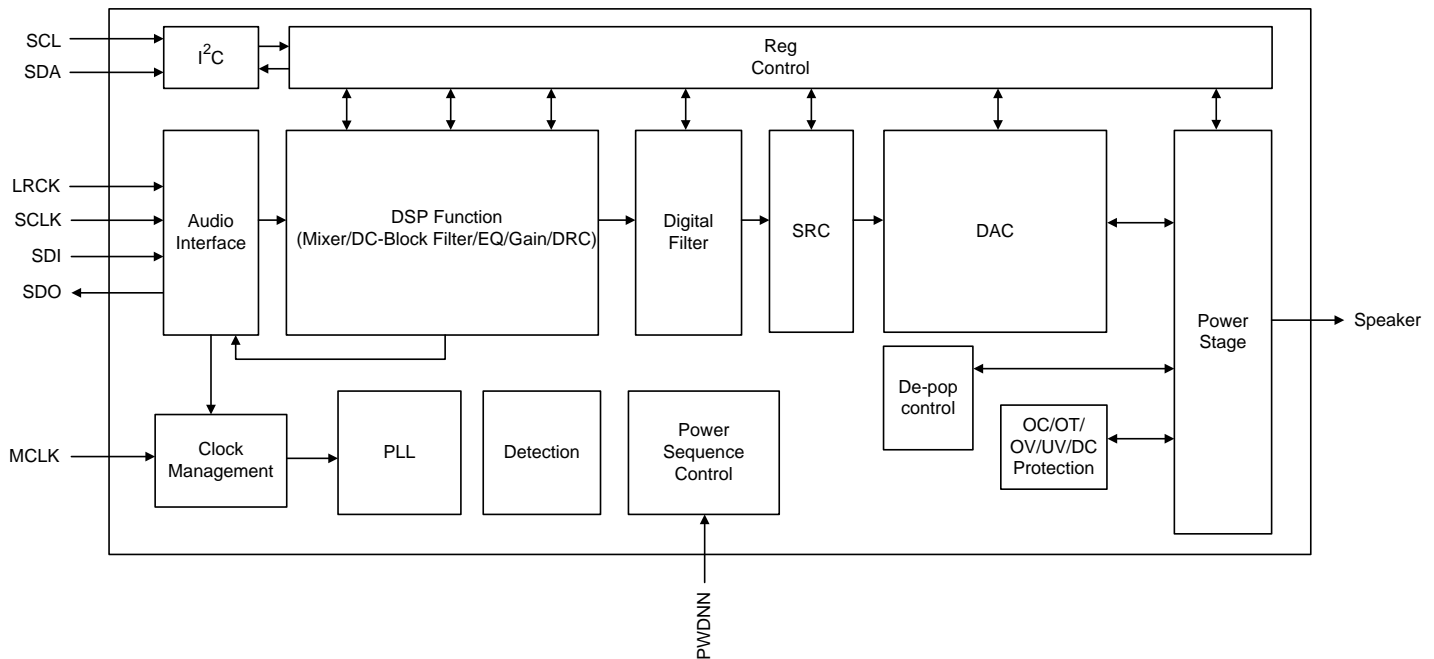 SCL
SDA
I²C
Reg
Control
LRCK
SCLK
SDI
SDO
Audio
Interface
DSP Function
(Mixer/DC-Block Filter/EQ/Gain/DRC)
Digital
Filter
SRC
DAC
Power
Stage
Speaker
De-pop
control
OC/OT/
OV/UV/DC
Protection
MCLK
Clock
Management
PLL
Detection
Power
Sequence
Control
PWDNN